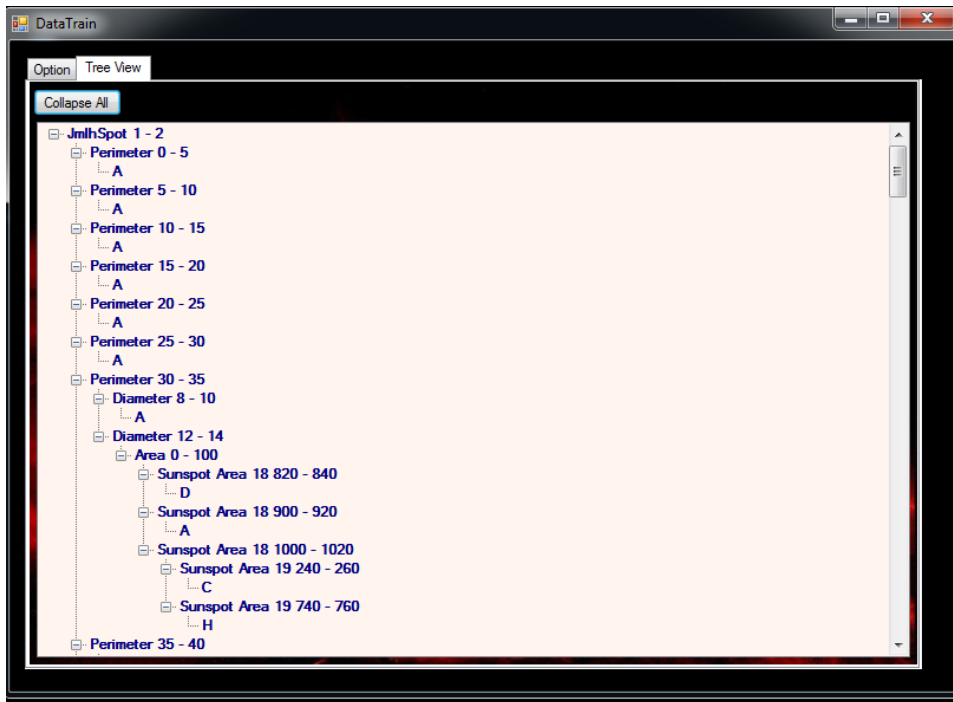 DataTrain
Option Tree View
Collapse All
JmlhSpot 1 - 2
Perimeter 0 - 5
A
Perimeter 5 - 10
A
Perimeter 10 - 15
A
Perimeter 15 - 20
A
Perimeter 20 - 25
A
Perimeter 25 - 30
A
Perimeter 30 - 35
Diameter 8 - 10
A
Diameter 12 - 14
Area 0 - 100
Sunspot Area 18 820 - 840
D
Sunspot Area 18 900 - 920
A
Sunspot Area 18 1000 - 1020
Sunspot Area 19 240 - 260
C
Sunspot Area 19 740 - 760
H
Perimeter 35 - 40